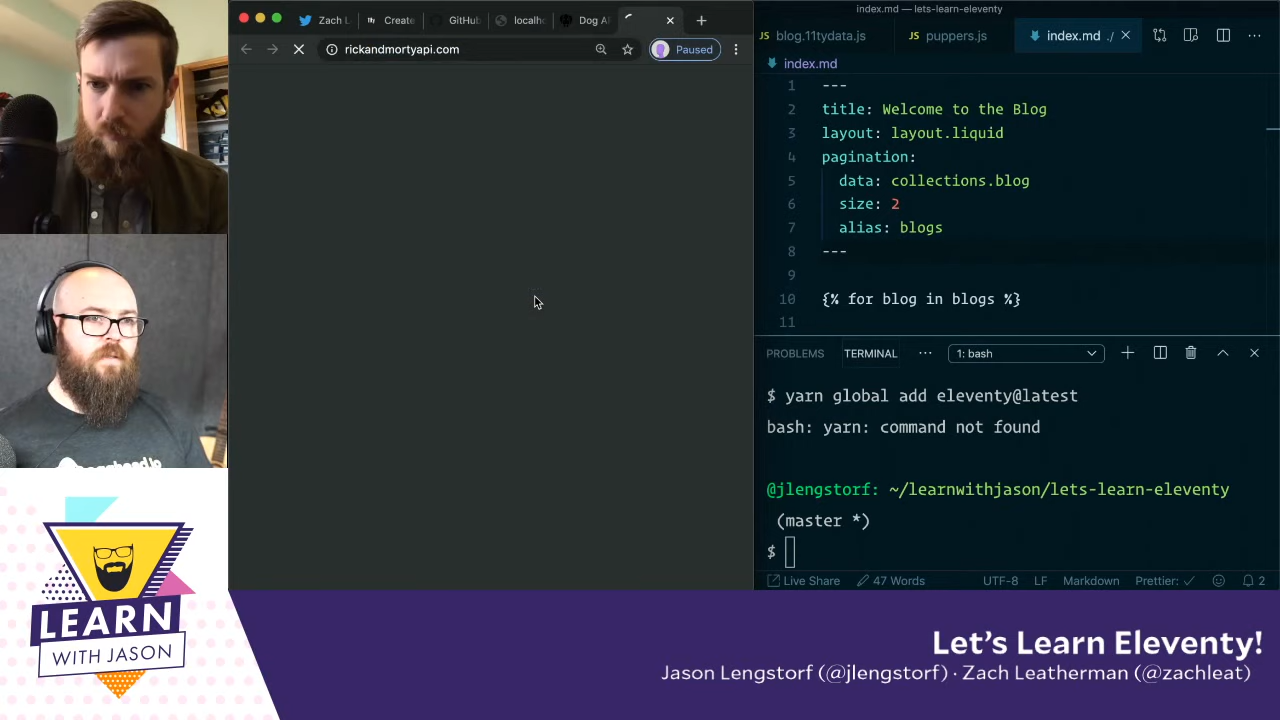 Zach L
Create
GitHub
localho
Dog AP
rickandmortyapi.com
Paused
index.md — lets-learn-eleventy
JS blog.11tydata.js
JS puppers.js
index.md ./
index.md
1 ---
2 title: Welcome to the Blog
3 layout: layout.liquid
4 pagination:
5 data: collections.blog
6 size: 2
7 alias: blogs
8 ---
9
10 {% for blog in blogs %}
11
PROBLEMS TERMINAL ··· 1: bash
$ yarn global add eleventy@latest
bash: yarn: command not found
@jlengstorf: ~/learnwithjason/lets-learn-eleventy
(master *)
$
Live Share 47 Words UTF-8 LF Markdown Prettier: ✓ 2
LEARN
WITH JASON
Let's Learn Eleventy!
Jason Lengstorf (@jlengstorf) · Zach Leatherman (@zachleat)